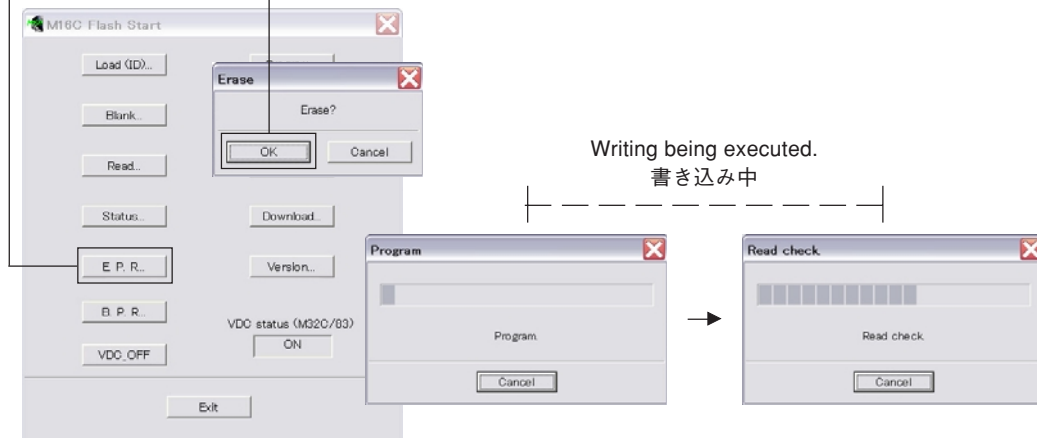 M16C Flash Start
Load (ID)...
Blank...
Read...
Status...
Download...
E. P. R...
Version...
B. P. R...
VDC status (M32C/83)
ON
VDC_OFF
Exit
Erase
Erase?
OK
Cancel
Writing being executed.
書き込み中
Program
Program.
Cancel
Read check.
Read check.
Cancel